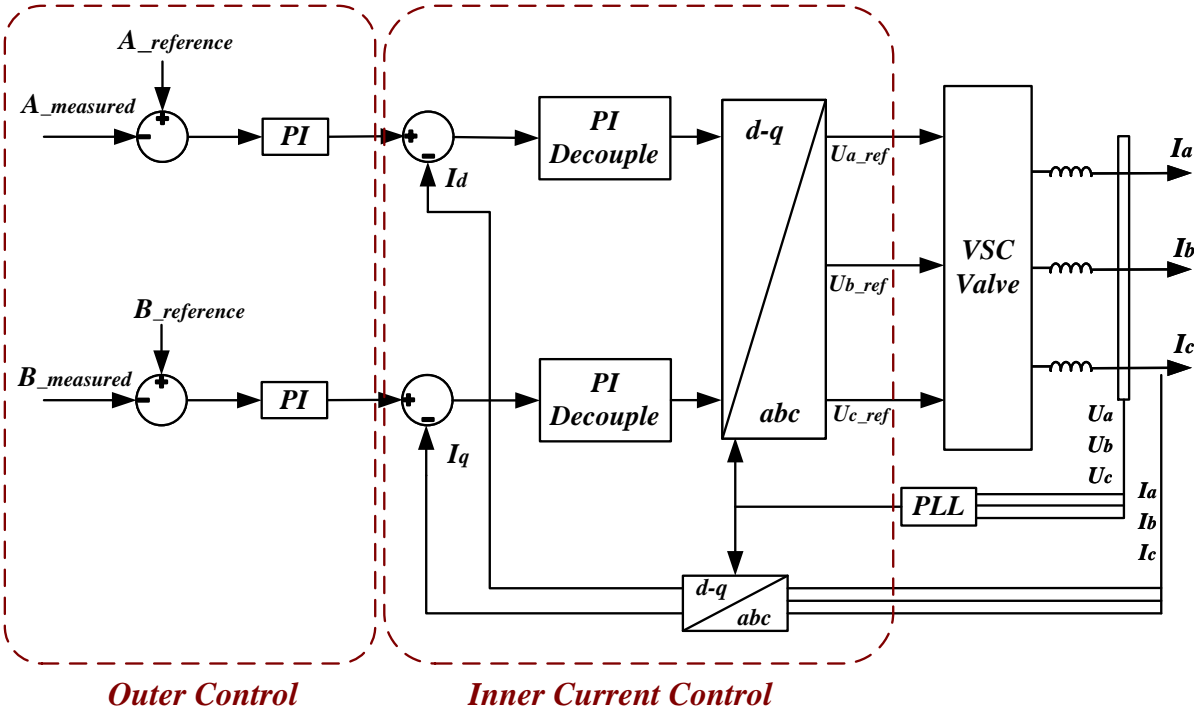 A_reference
A_measured
+
-
PI
+
-
I d
PI
Decouple
d-q
abc
Ua_ref
Ub_ref
Uc_ref
VSC
Valve
Ia
Ib
Ic
B_reference
B_measured
+
-
PI
+
-
Iq
PI
Decouple
Ua
Ub
Uc
PLL
Ia
Ib
Ic
d-q
abc
Outer Control
Inner Current Control